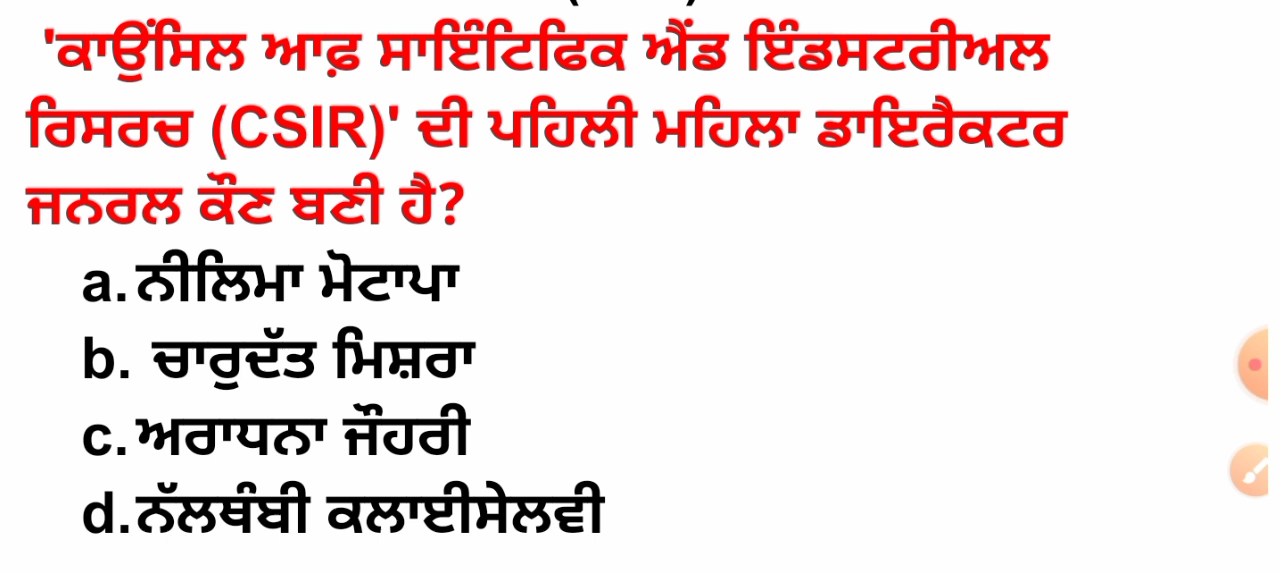 'ਕਾਉਂਸਿਲ ਆਫ਼ ਸਾਇੰਟਿਫਿਕ ਐਂਡ ਇੰਡਸਟਰੀਅਲ
ਰਿਸਰਚ (CSIR)' ਦੀ ਪਹਿਲੀ ਮਹਿਲਾ ਡਾਇਰੈਕਟਰ
ਜਨਰਲ ਕੌਣ ਬਣੀ ਹੈ?
a. ਨੀਲਿਮਾ ਮੋਟਾਪਾ
b. ਚਾਰੁਦੱਤ ਮਿਸ਼ਰਾ
c. ਅਰਾਧਨਾ ਜੌਹਰੀ
d. ਨੱਲਥੰਬੀ ਕਲਾਈਸੇਲਵੀ